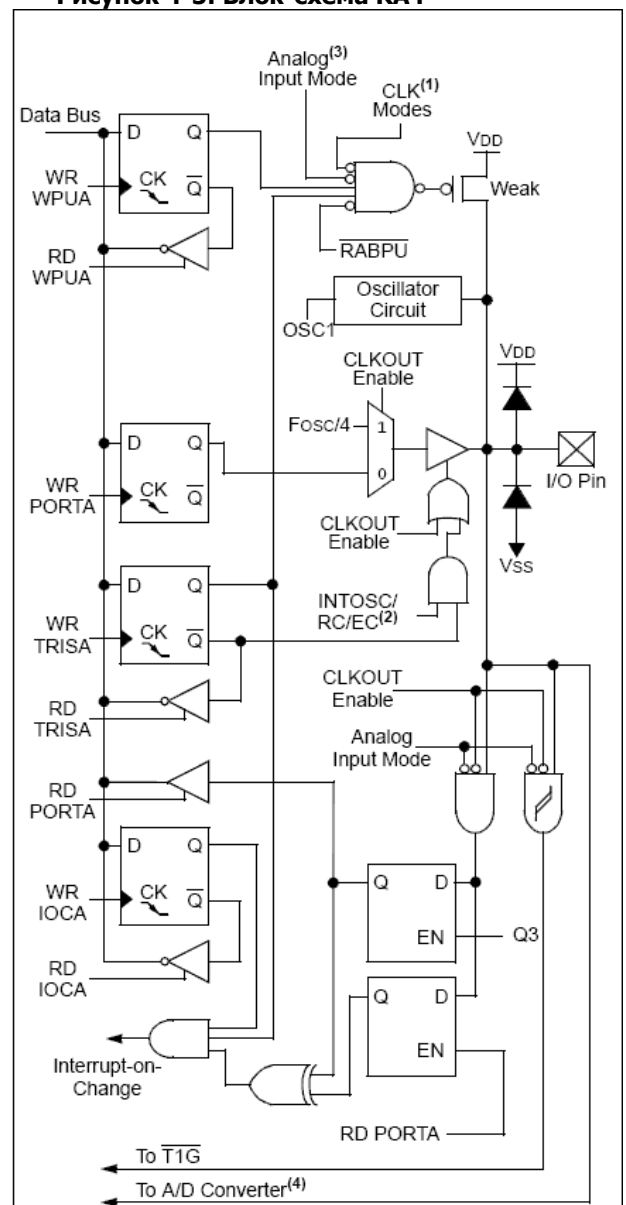 Рисунок 4-5. Блок-схема RA4
Analog(3)
Input Mode
CLK(1)
Modes
Data Bus
VDD
D Q
WR
WPUA
CK Q
Weak
RD
WPUA
RABPU
Oscillator
Circuit
OSC1
CLKOUT
Enable
VDD
Fosc/4
1
D Q
0
I/O Pin
WR
PORTA
CK Q
CLKOUT
Enable
VSS
D Q
INTOSC/
RC/EC(2)
WR
TRISA
CK Q
CLKOUT
Enable
RD
TRISA
Analog
Input Mode
RD
PORTA
D Q
Q D
WR
IOCA
CK Q
EN
Q3
RD
IOCA
Q D
EN
Interrupt-on-
Change
RD PORTA
To T1G
To A/D Converter(4)